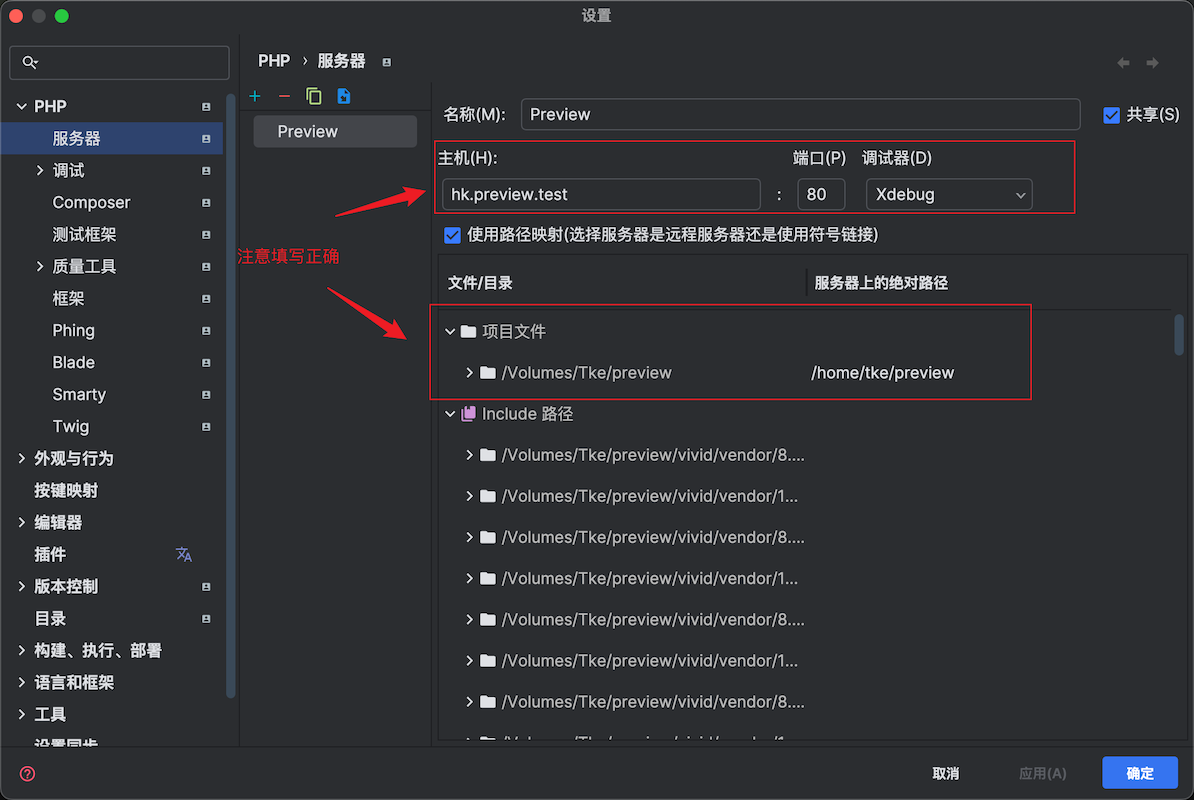 设置
PHP › 服务器
PHP
服务器
调试
Composer
测试框架
质量工具
框架
Phing
Blade
Smarty
Twig
外观与行为
按键映射
编辑器
插件
版本控制
目录
构建、执行、部署
语言和框架
工具
设置同步
Preview
名称(M):
Preview
共享(S)
主机(H):
端口(P)
调试器(D)
hk.preview.test
:
80
Xdebug
使用路径映射(选择服务器是远程服务器还是使用符号链接)
注意填写正确
文件/目录
服务器上的绝对路径
项目文件
/Volumes/Tke/preview
/home/tke/preview
Include 路径
/Volumes/Tke/preview/vivid/vendor/8....
/Volumes/Tke/preview/vivid/vendor/1...
/Volumes/Tke/preview/vivid/vendor/8....
/Volumes/Tke/preview/vivid/vendor/1...
/Volumes/Tke/preview/vivid/vendor/8....
/Volumes/Tke/preview/vivid/vendor/1...
/Volumes/Tke/preview/vivid/vendor/8....
取消
应用(A)
确定